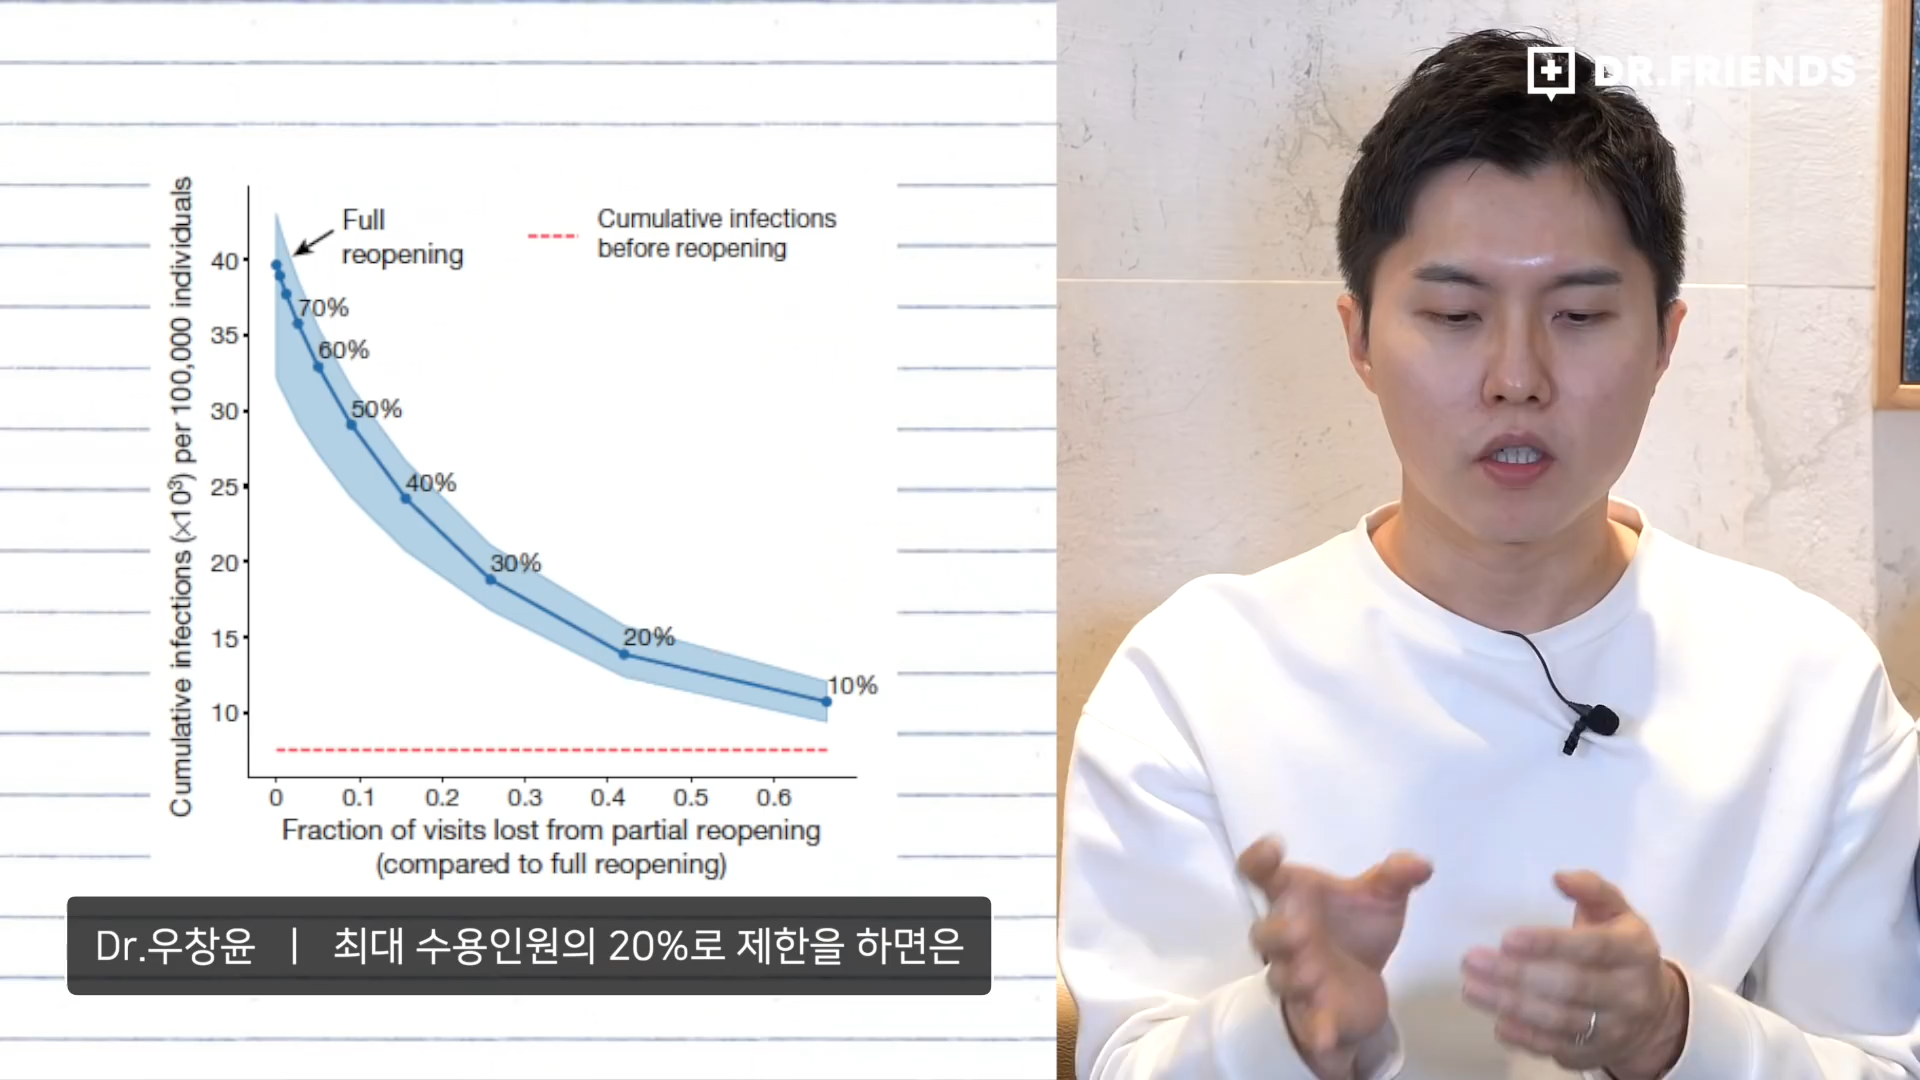 DR.FRIENDS
Full
reopening
Cumulative infections
before reopening
Cumulative infections (×10³) per 100,000 individuals
40
35
30
25
20
15
10
70%
60%
50%
40%
30%
20%
10%
0 0.1 0.2 0.3 0.4 0.5 0.6
Fraction of visits lost from partial reopening
(compared to full reopening)
Dr.우창윤 | 최대 수용인원의 20%로 제한을 하면은